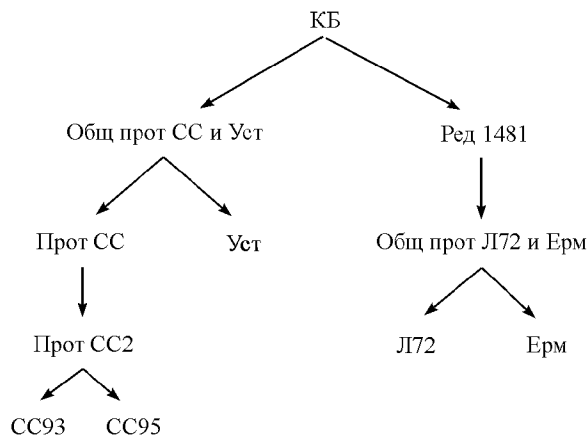 КБ
Общ прот СС и Уст
Ред 1481
Прот СС
Уст
Общ прот Л72 и Ерм
Прот СС2
Л72
Ерм
СС93
СС95